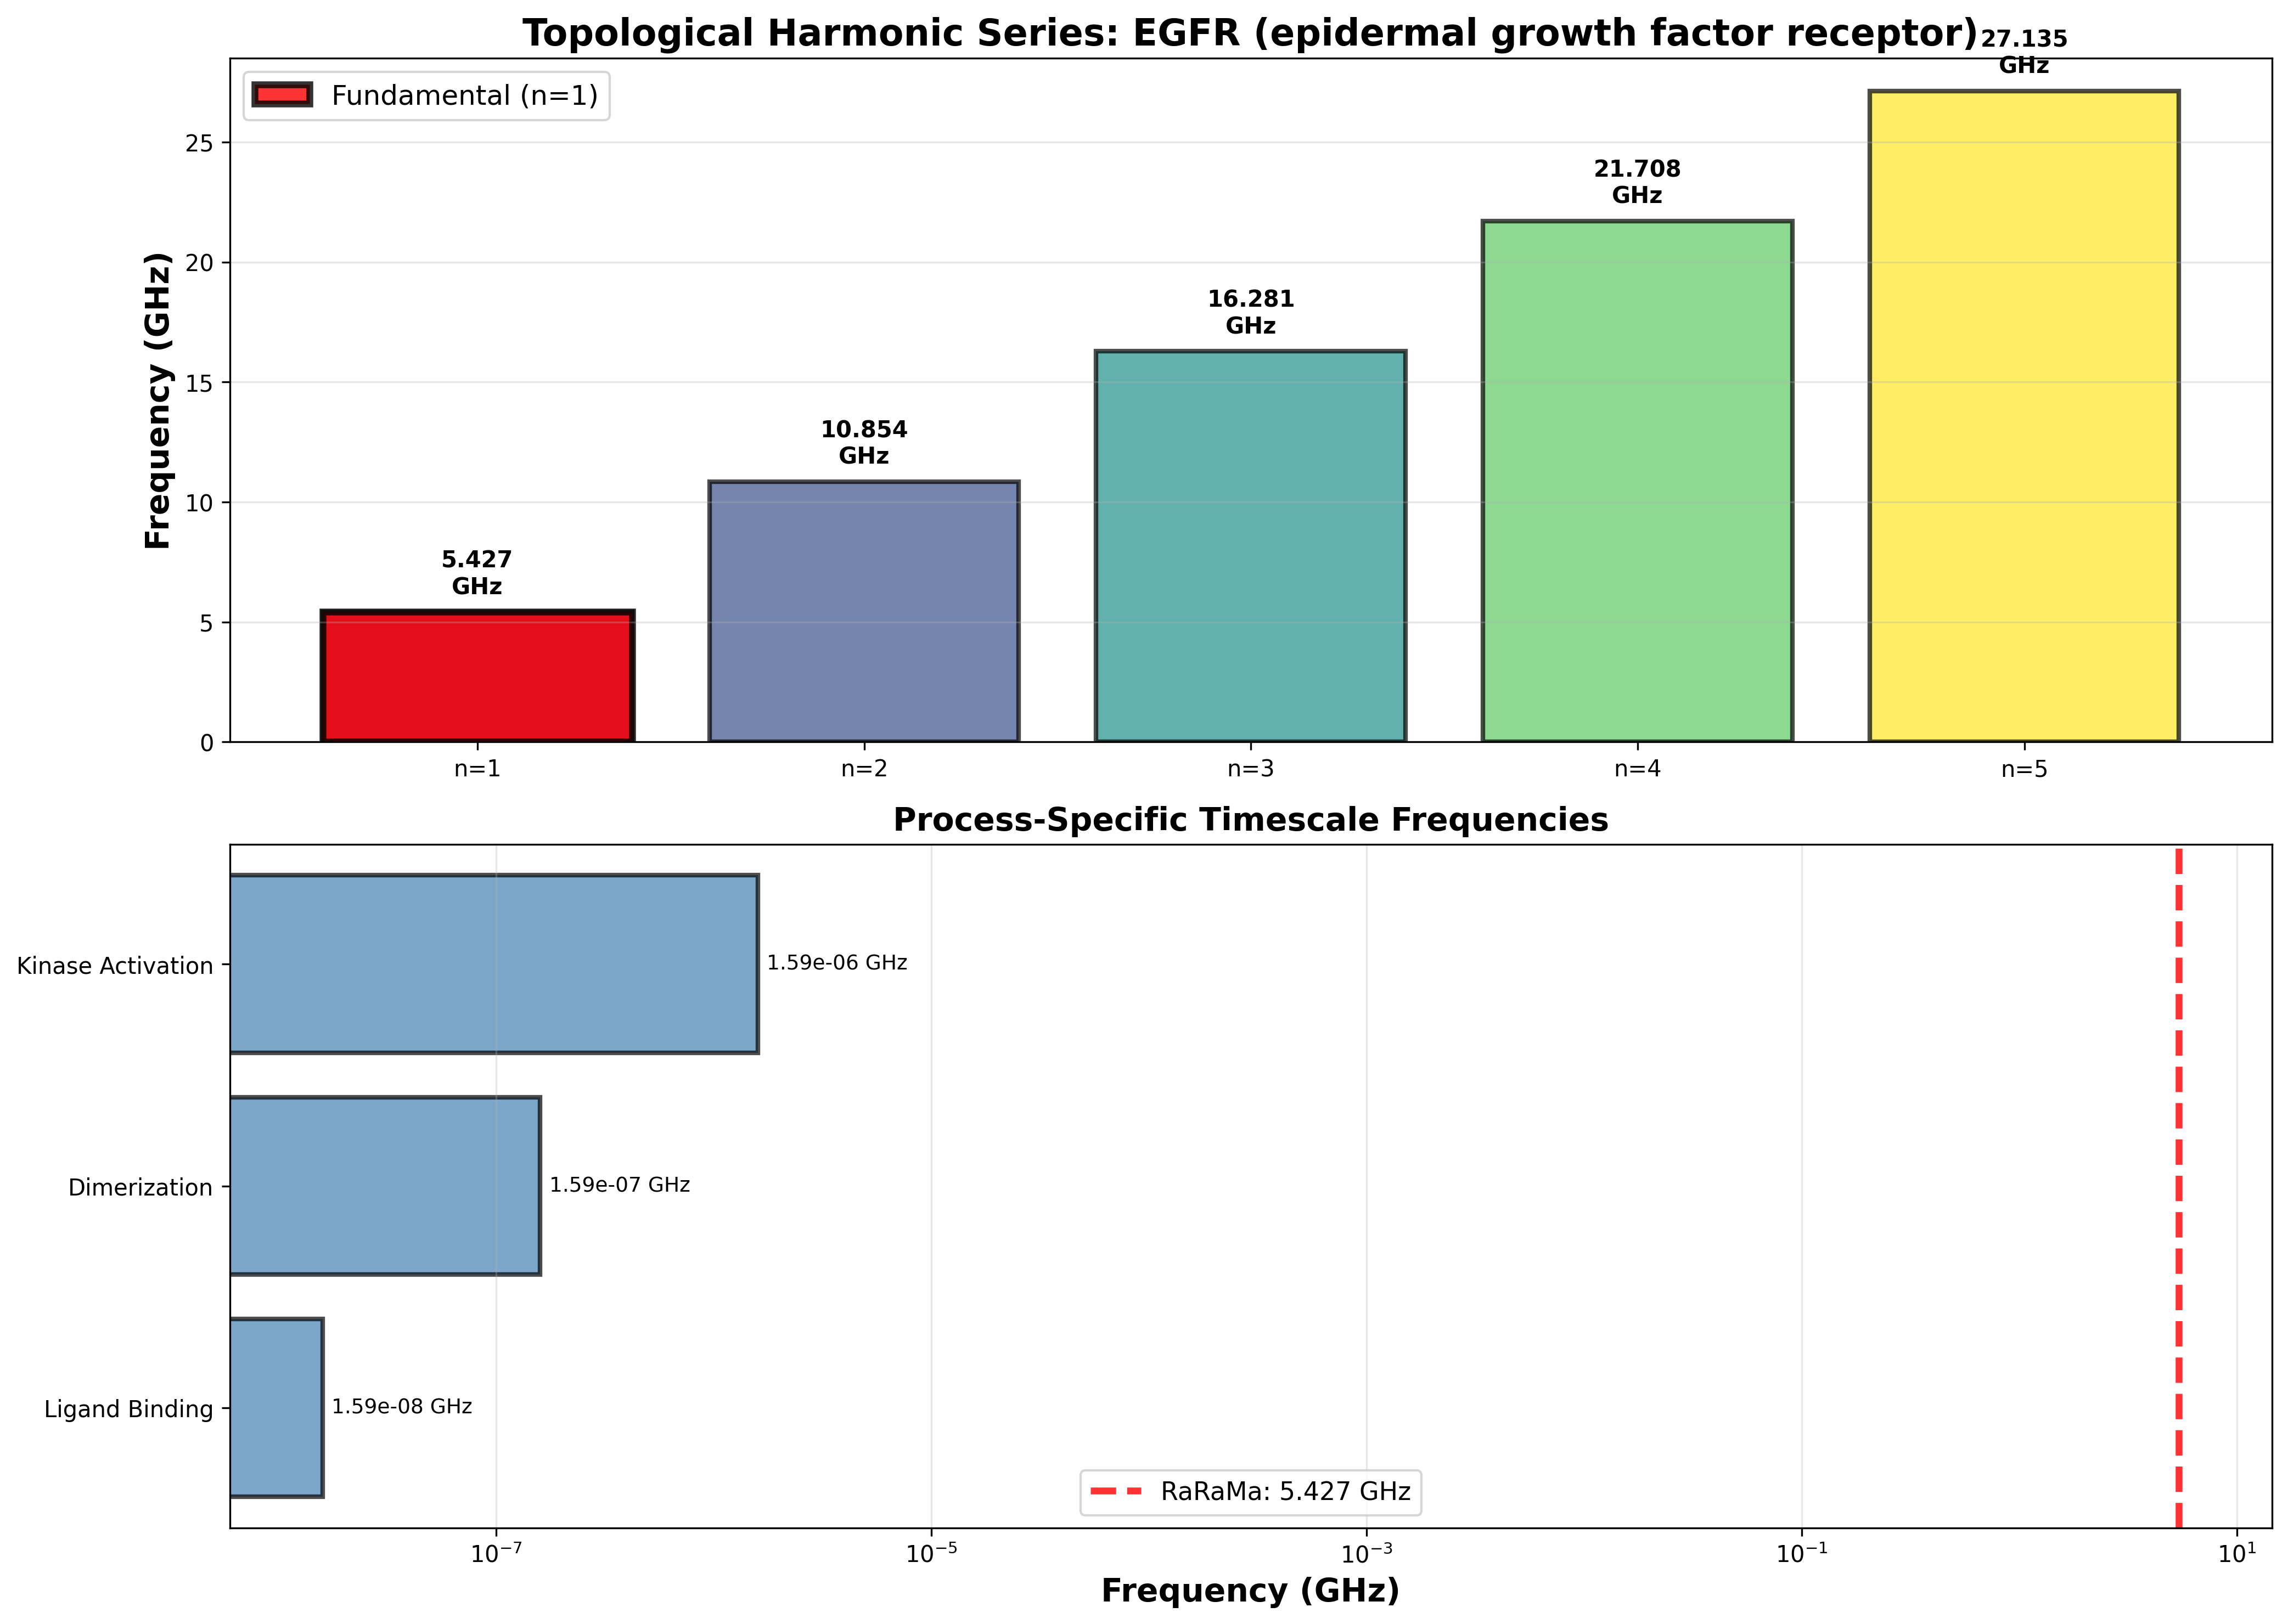 Topological Harmonic Series: EGFR (epidermal growth factor receptor)
27.135
GHz
Fundamental (n=1)
25
21.708
GHz
20
16.281
GHz
15
10.854
GHz
10
5.427
GHz
5
0
Frequency (GHz)
n=1 n=2 n=3 n=4 n=5
Process-Specific Timescale Frequencies
Kinase Activation 1.59e-06 GHz
Dimerization 1.59e-07 GHz
Ligand Binding 1.59e-08 GHz
RaRaMa: 5.427 GHz
10⁻⁷ 10⁻⁵ 10⁻³ 10⁻¹ 10¹
Frequency (GHz)